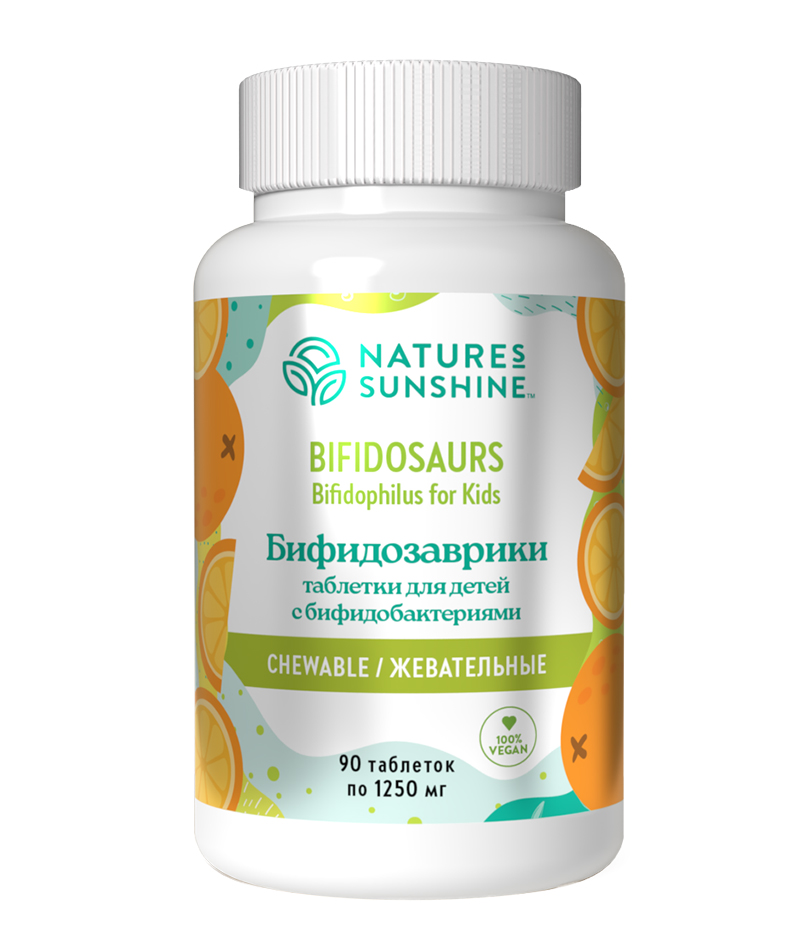 NATURES
SUNSHINE™
BIFIDOSAURS
Bifidophilus for Kids
Бифидозаврики
таблетки для детей
с бифидобактериями
CHEWABLE / ЖЕВАТЕЛЬНЫЕ
100%
VEGAN
90 таблеток
по 1250 мг